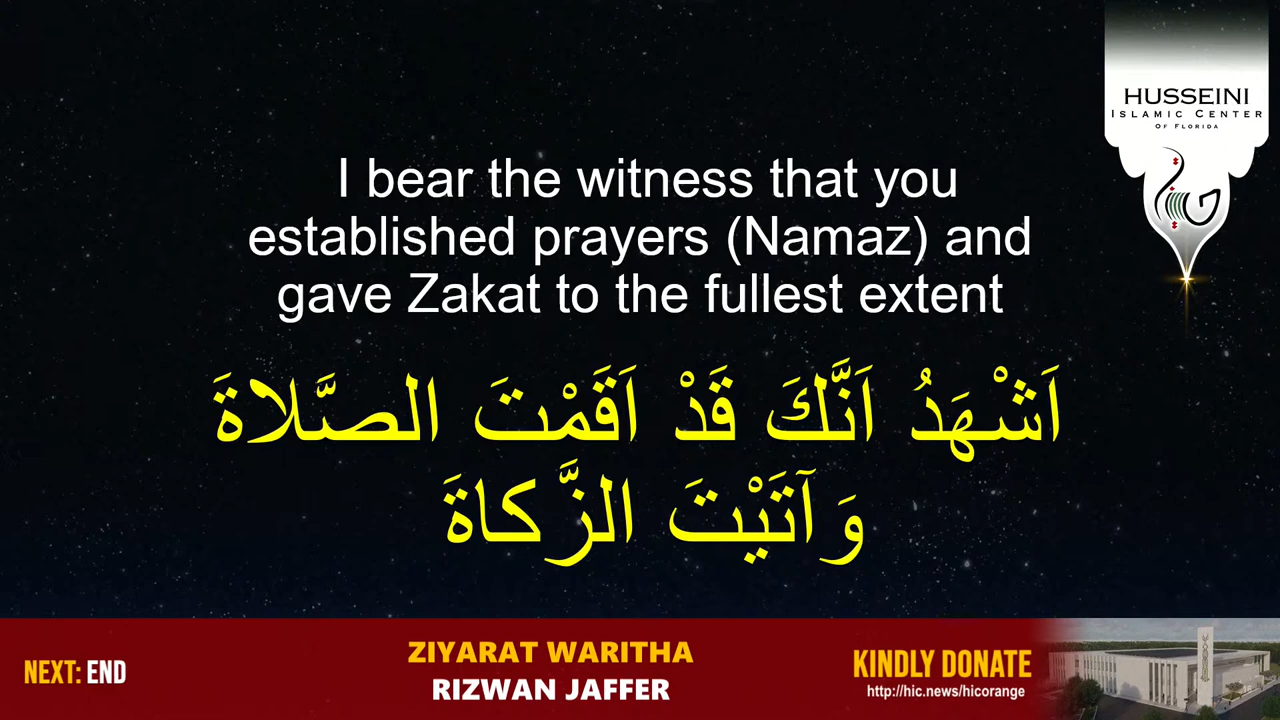 HUSSEINI
ISLAMIC CENTER
OF FLORIDA
I bear the witness that you
established prayers (Namaz) and
gave Zakat to the fullest extent
اَشْهَدُ اَنَّكَ قَدْ اَقَمْتَ الصَّلاةَ
وَآتَيْتَ الزَّكاةَ
NEXT: END
ZIYARAT WARITHA
RIZWAN JAFFER
KINDLY DONATE
http://hic.news/hicorange